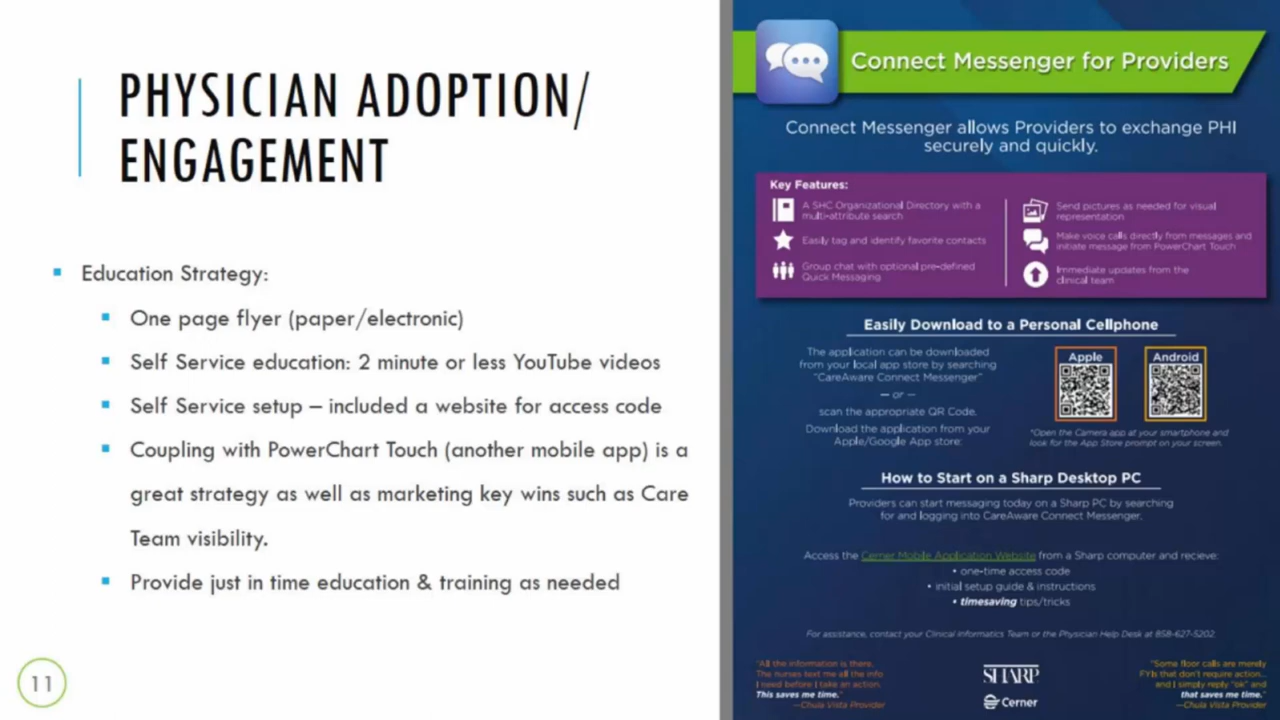 PHYSICIAN ADOPTION/
ENGAGEMENT
Education Strategy:
One page flyer (paper/electronic)
Self Service education: 2 minute or less YouTube videos
Self Service setup – included a website for access code
Coupling with PowerChart Touch (another mobile app) is a
great strategy as well as marketing key wins such as Care
Team visibility.
Provide just in time education & training as needed
11
Connect Messenger for Providers
Connect Messenger allows Providers to exchange PHI
securely and quickly.
Key Features:
A SHC Organizational Directory with a
multi-attribute search
Easily tag and identify favorite contacts
Group chat with optional pre-defined
Quick Messaging
Send pictures as needed for visual
representation
Make voice calls directly from messages and
initiate message from PowerChart Touch
Immediate updates from the
clinical team
Easily Download to a Personal Cellphone
The application can be downloaded
from your local app store by searching
"CareAware Connect Messenger"
— or —
scan the appropriate QR Code.
Download the application from your
Apple/Google App store:
Apple
Android
*Open the Camera app at your smartphone and
look for the App Store prompt on your screen.
How to Start on a Sharp Desktop PC
Providers can start messaging today on a Sharp PC by searching
for and logging into CareAware Connect Messenger.
Access the Cerner Mobile Application Website from a Sharp computer and recieve:
• one-time access code
• initial setup guide & instructions
• timesaving tips/tricks
For assistance, contact your Clinical Informatics Team or the Physician Help Desk at 858-627-5202.
"All the information is there.
The nurses text me all the info
I need before I take an action.
This saves me time."
—Chula Vista Provider
SHARP
Cerner
"Some floor calls are merely
FYIs that don't require action...
and I simply reply "ok" and
that saves me time."
—Chula Vista Provider